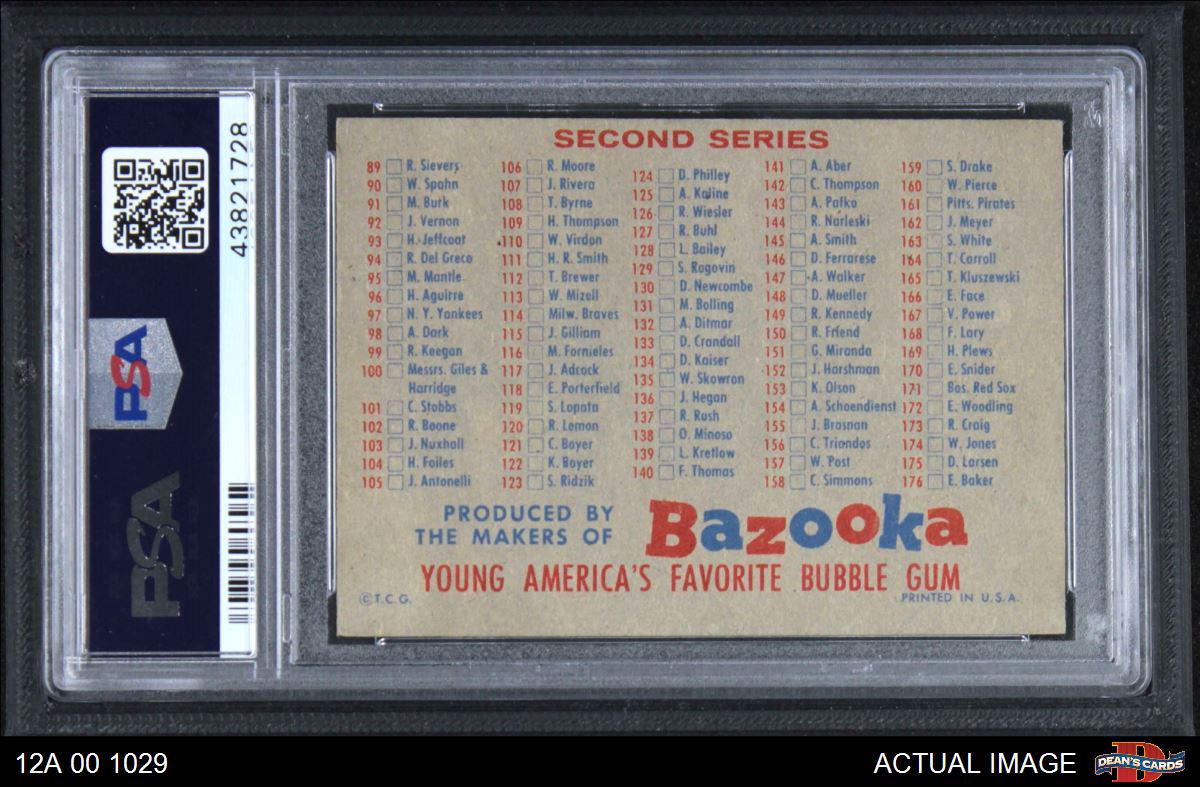 SECOND SERIES
89 R. Sievers
90 W. Spahn
91 M. Burk
92 J. Vernon
93 H. Jeffcoat
94 R. Del Greco
95 M. Mantle
96 H. Aguirre
97 N. Y. Yankees
98 A. Dark
99 R. Keegan
100 Messrs. Giles &
Harridge
101 C. Stobbs
102 R. Boone
103 J. Nuxhall
104 H. Foiles
105 J. Antonelli
106 R. Moore
107 J. Rivera
108 T. Byrne
109 H. Thompson
110 W. Virdon
111 H. R. Smith
112 T. Brewer
113 W. Mizell
114 Milw. Braves
115 J. Gilliam
116 M. Fornieles
117 J. Adcock
118 E. Porterfield
119 S. Lopata
120 R. Lemon
121 C. Boyer
122 K. Boyer
123 S. Ridzik
124 D. Philley
125 A. Kaline
126 R. Wiesler
127 R. Buhl
128 L. Bailey
129 S. Rogovin
130 D. Newcombe
131 M. Bolling
132 A. Ditmar
133 D. Crandall
134 D. Kaiser
135 W. Skowron
136 J. Hegan
137 R. Rush
138 O. Minoso
139 L. Kretlow
140 F. Thomas
141 A. Aber
142 C. Thompson
143 A. Pafko
144 R. Narleski
145 A. Smith
146 D. Ferrarese
147 A. Walker
148 D. Mueller
149 R. Kennedy
150 R. Friend
151 G. Miranda
152 J. Harshman
153 K. Olson
154 A. Schoendienst
155 J. Brosnan
156 C. Triandos
157 W. Post
158 C. Simmons
159 S. Drake
160 W. Pierce
161 Pitts. Pirates
162 J. Meyer
163 S. White
164 T. Carroll
165 T. Kluszewski
166 E. Face
167 V. Power
168 F. Lary
169 H. Plews
170 E. Snider
171 Bos. Red Sox
172 E. Woodling
173 R. Craig
174 W. Jones
175 D. Larsen
176 E. Baker
PRODUCED BY
THE MAKERS OF
Bazooka
YOUNG AMERICA'S FAVORITE BUBBLE GUM
© T.C.G.
PRINTED IN U.S.A.
43821728
PSA
PSA
12A 00 1029
ACTUAL IMAGE
D
DEAN'S CARDS